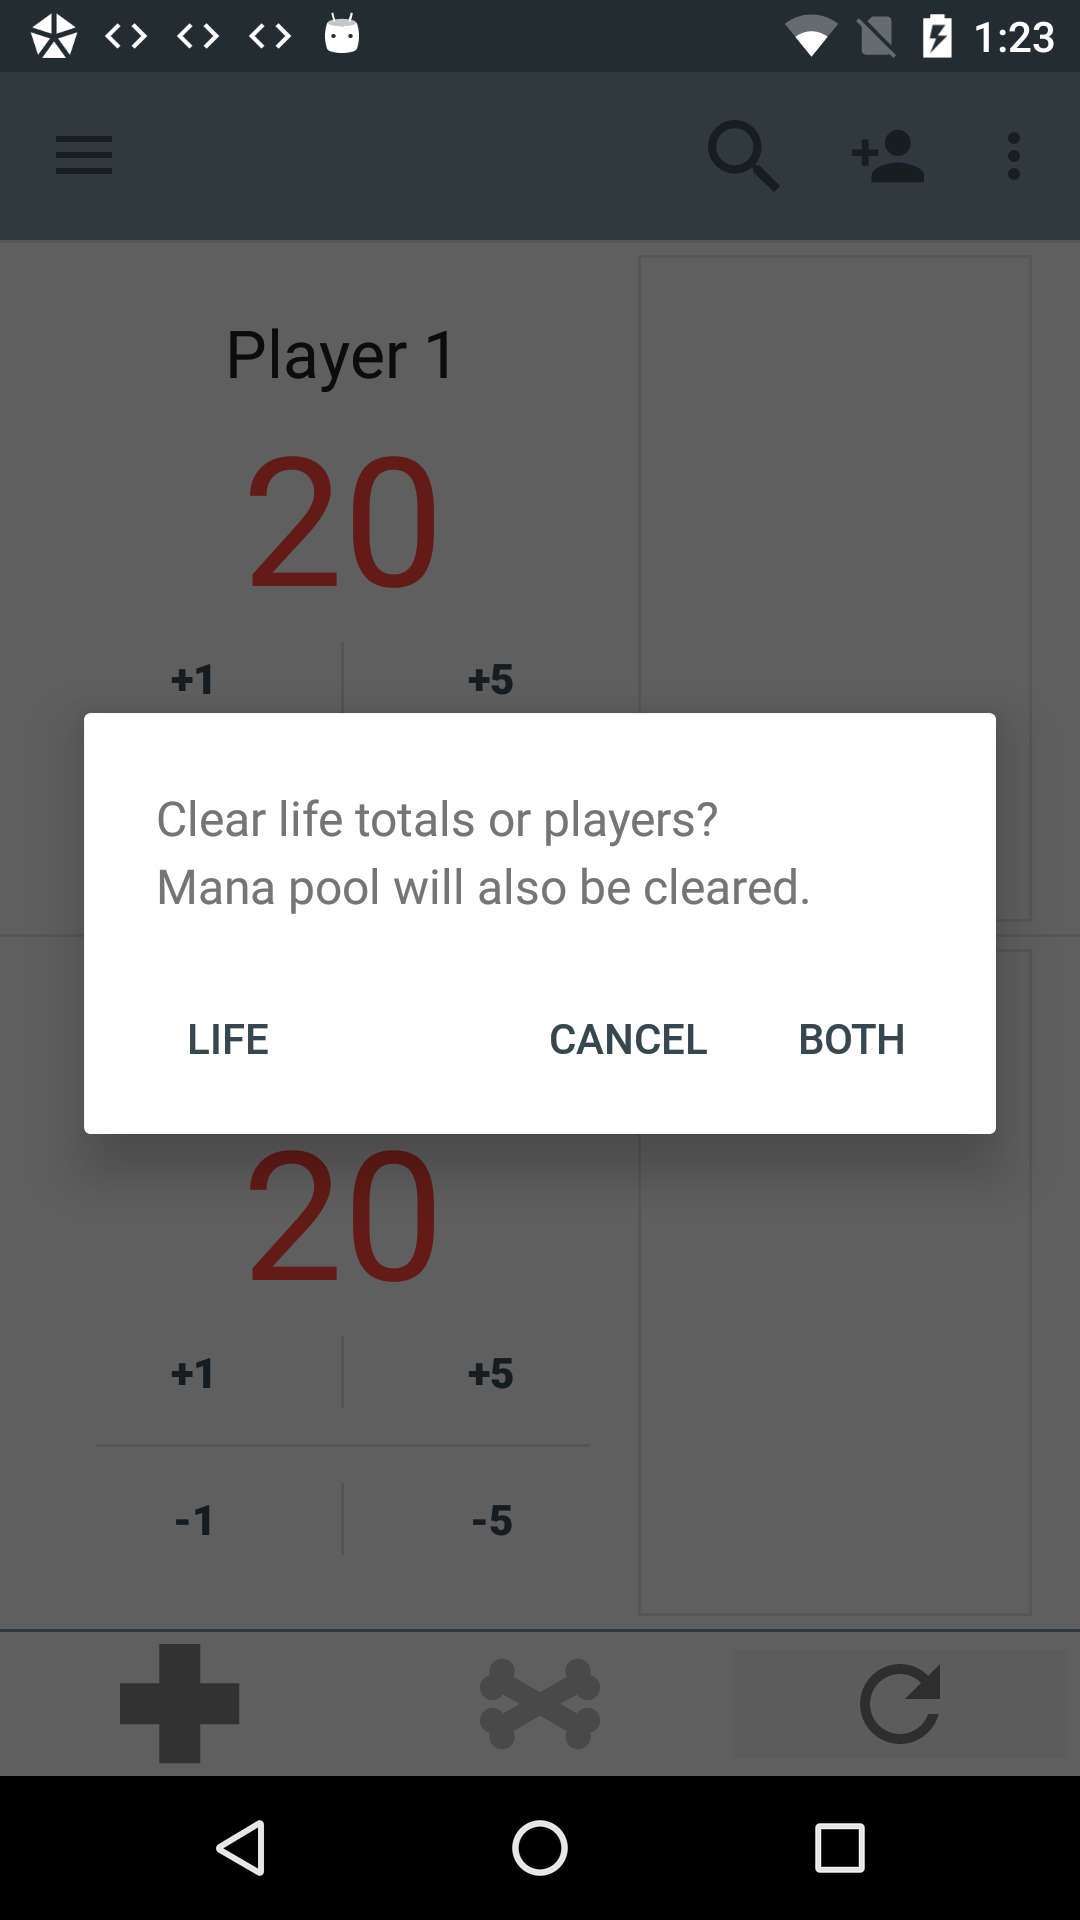 1:23
Player 1
20
+1 +5
Clear life totals or players?
Mana pool will also be cleared.
LIFE CANCEL BOTH
20
+1 +5
-1 -5